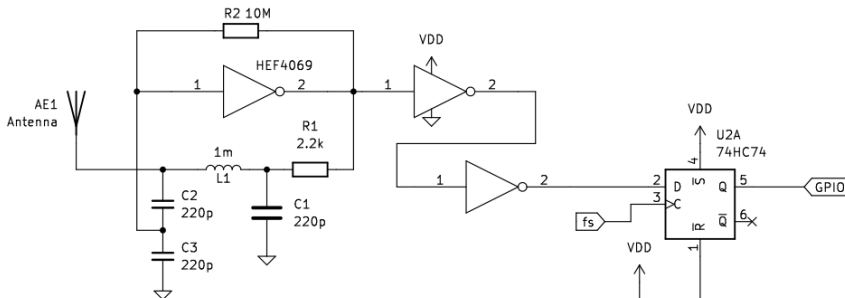 R2 10M
HEF4069
1
2
VDD
1
2
AE1
Antenna
1m
L1
R1
2.2k
C2
220p
C1
220p
C3
220p
1
2
VDD
U2A
74HC74
4
S
2
D
Q
5
GPIO
3
C
fs
R
Q
6
1
VDD